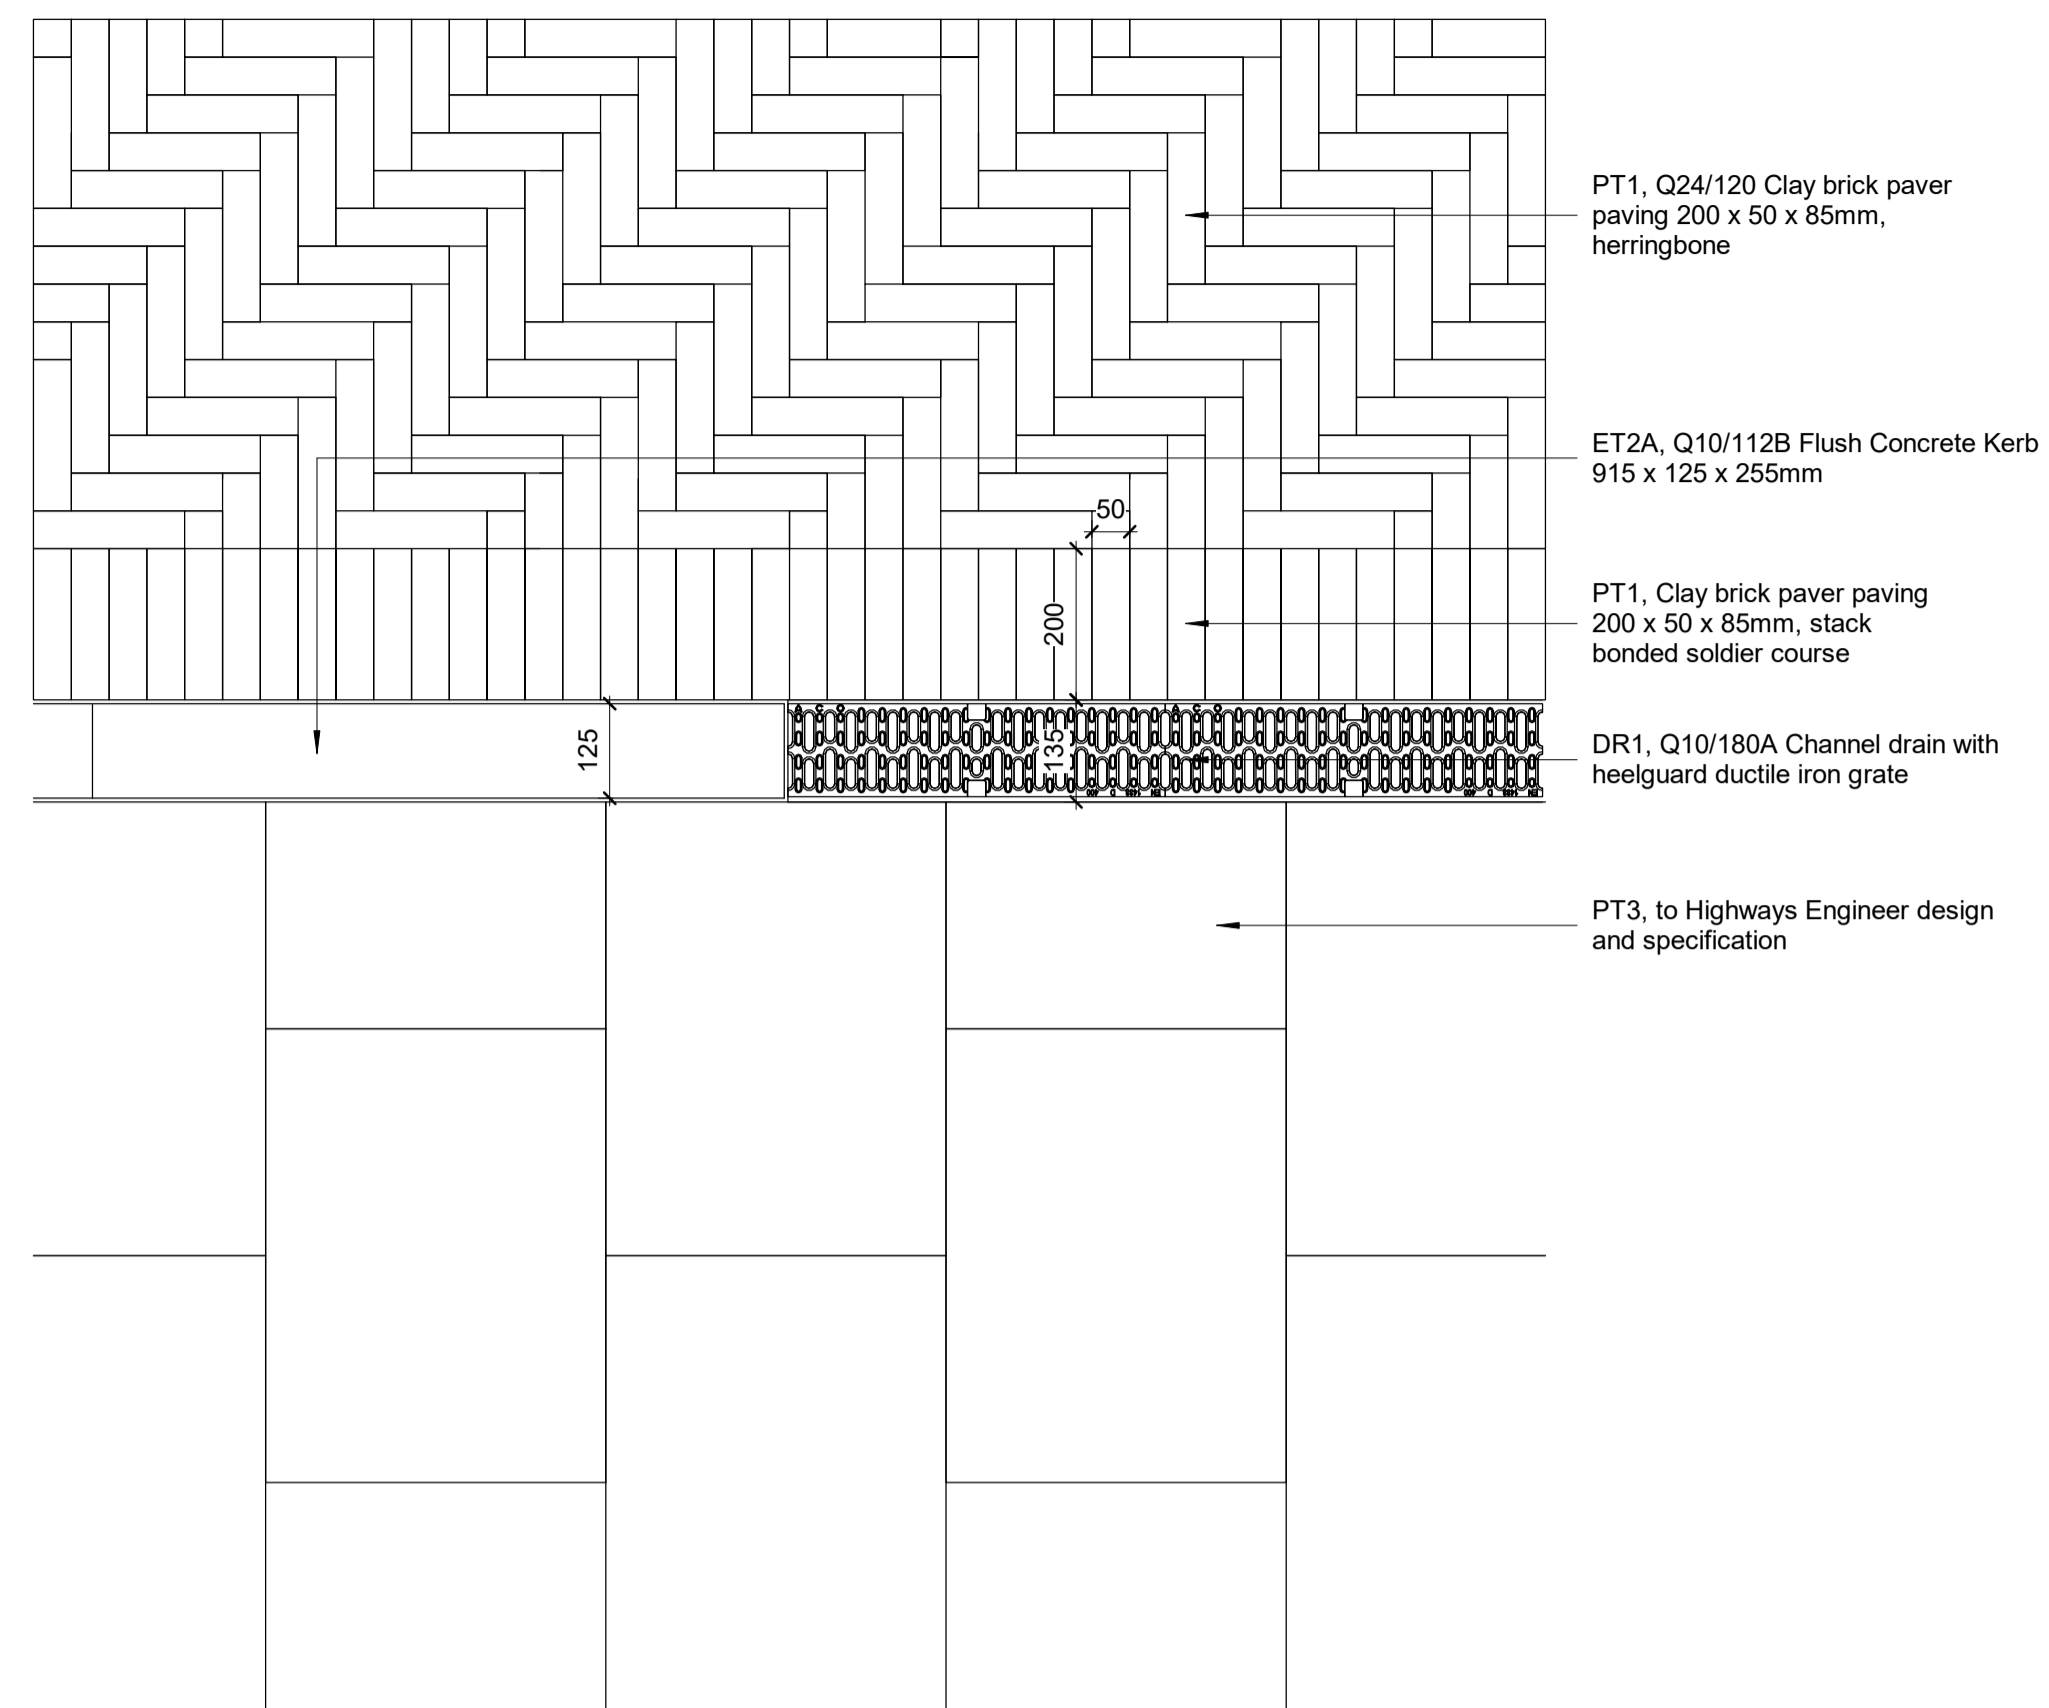 PT1, Q24/120 Clay brick paver
paving 200 x 50 x 85mm,
herringbone
ET2A, Q10/112B Flush Concrete Kerb
915 x 125 x 255mm
50
200
PT1, Clay brick paver paving
200 x 50 x 85mm, stack
bonded soldier course
125
135
A C O
A C O
DR1, Q10/180A Channel drain with
heelguard ductile iron grate
PT3, to Highways Engineer design
and specification